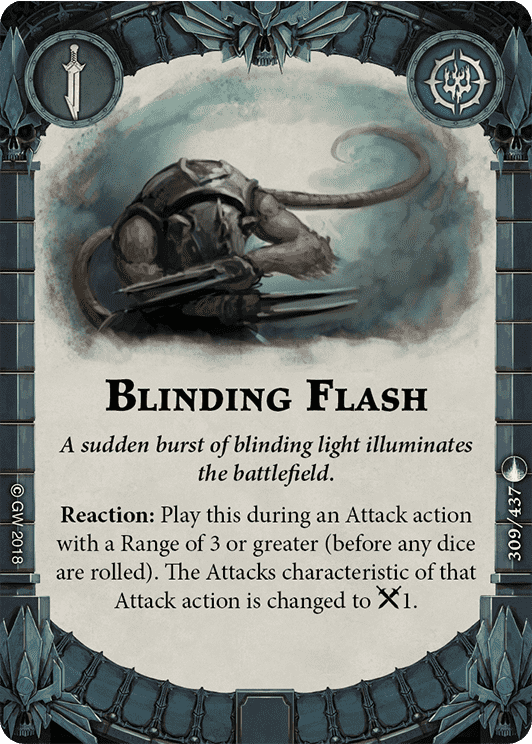 BLINDING FLASH
A sudden burst of blinding light illuminates
the battlefield.
Reaction: Play this during an Attack action
with a Range of 3 or greater (before any dice
are rolled). The Attacks characteristic of that
Attack action is changed to 1.
© GW 2018
309/437